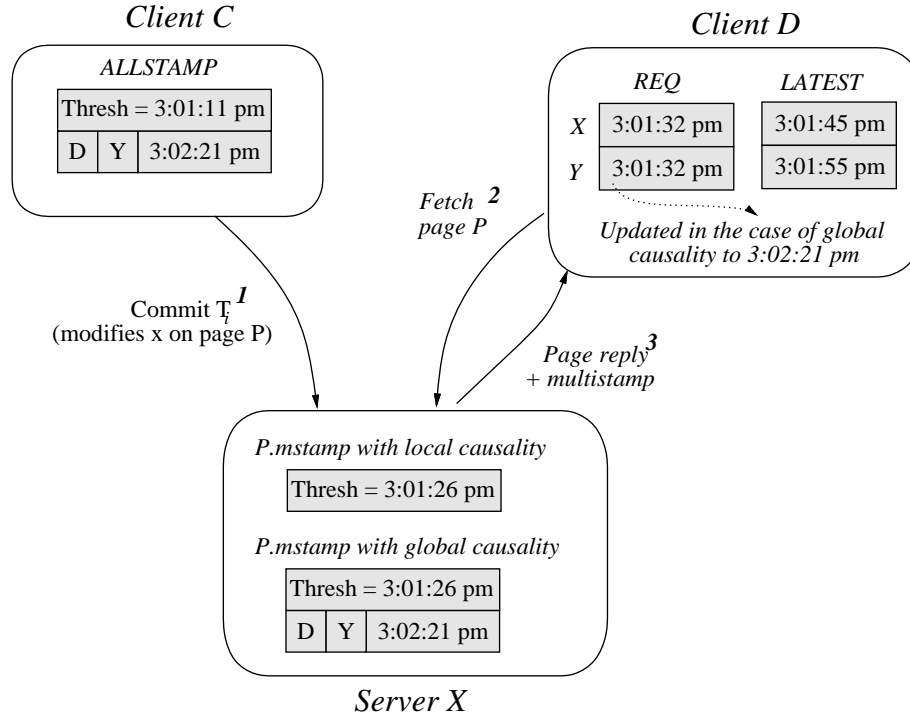 Client C
ALLSTAMP
Thresh = 3:01:11 pm
D Y 3:02:21 pm
Client D
REQ LATEST
X 3:01:32 pm 3:01:45 pm
Y 3:01:32 pm 3:01:55 pm
Updated in the case of global
causality to 3:02:21 pm
Fetch 2
page P
Commit Ti 1
(modifies x on page P)
Page reply 3
+ multistamp
P.mstamp with local causality
Thresh = 3:01:26 pm
P.mstamp with global causality
Thresh = 3:01:26 pm
D Y 3:02:21 pm
Server X